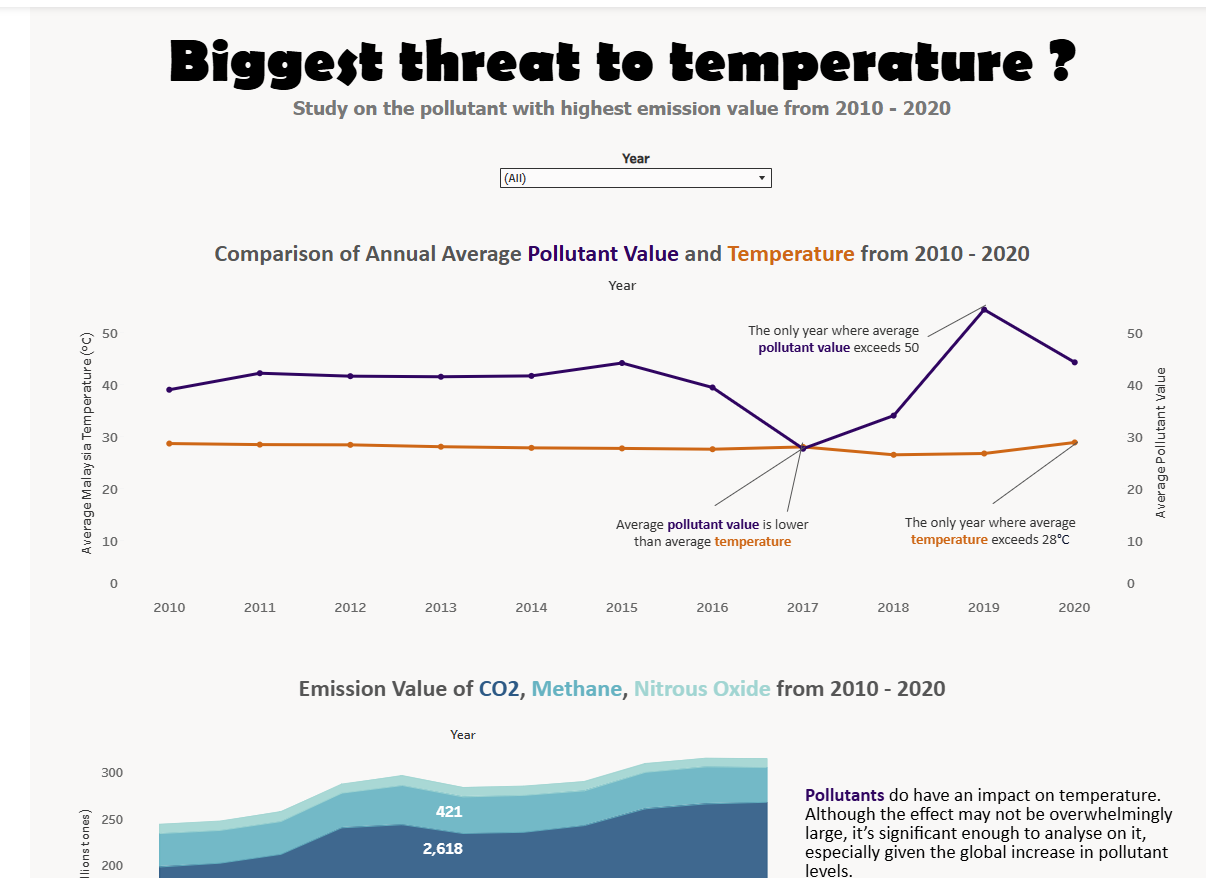 Biggest threat to temperature ?
Study on the pollutant with highest emission value from 2010 - 2020
Year
(All)
Comparison of Annual Average Pollutant Value and Temperature from 2010 - 2020
Year
Average Malaysia Temperature (°C)
50
40
30
20
10
0
The only year where average
pollutant value exceeds 50
Average pollutant value is lower
than average temperature
The only year where average
temperature exceeds 28°C
50
40
30
20
10
0
Average Pollutant Value
2010 2011 2012 2013 2014 2015 2016 2017 2018 2019 2020
Emission Value of CO2, Methane, Nitrous Oxide from 2010 - 2020
Year
300
250
200
llions tones)
421
2,618
Pollutants do have an impact on temperature.
Although the effect may not be overwhelmingly
large, it's significant enough to analyse on it,
especially given the global increase in pollutant
levels.